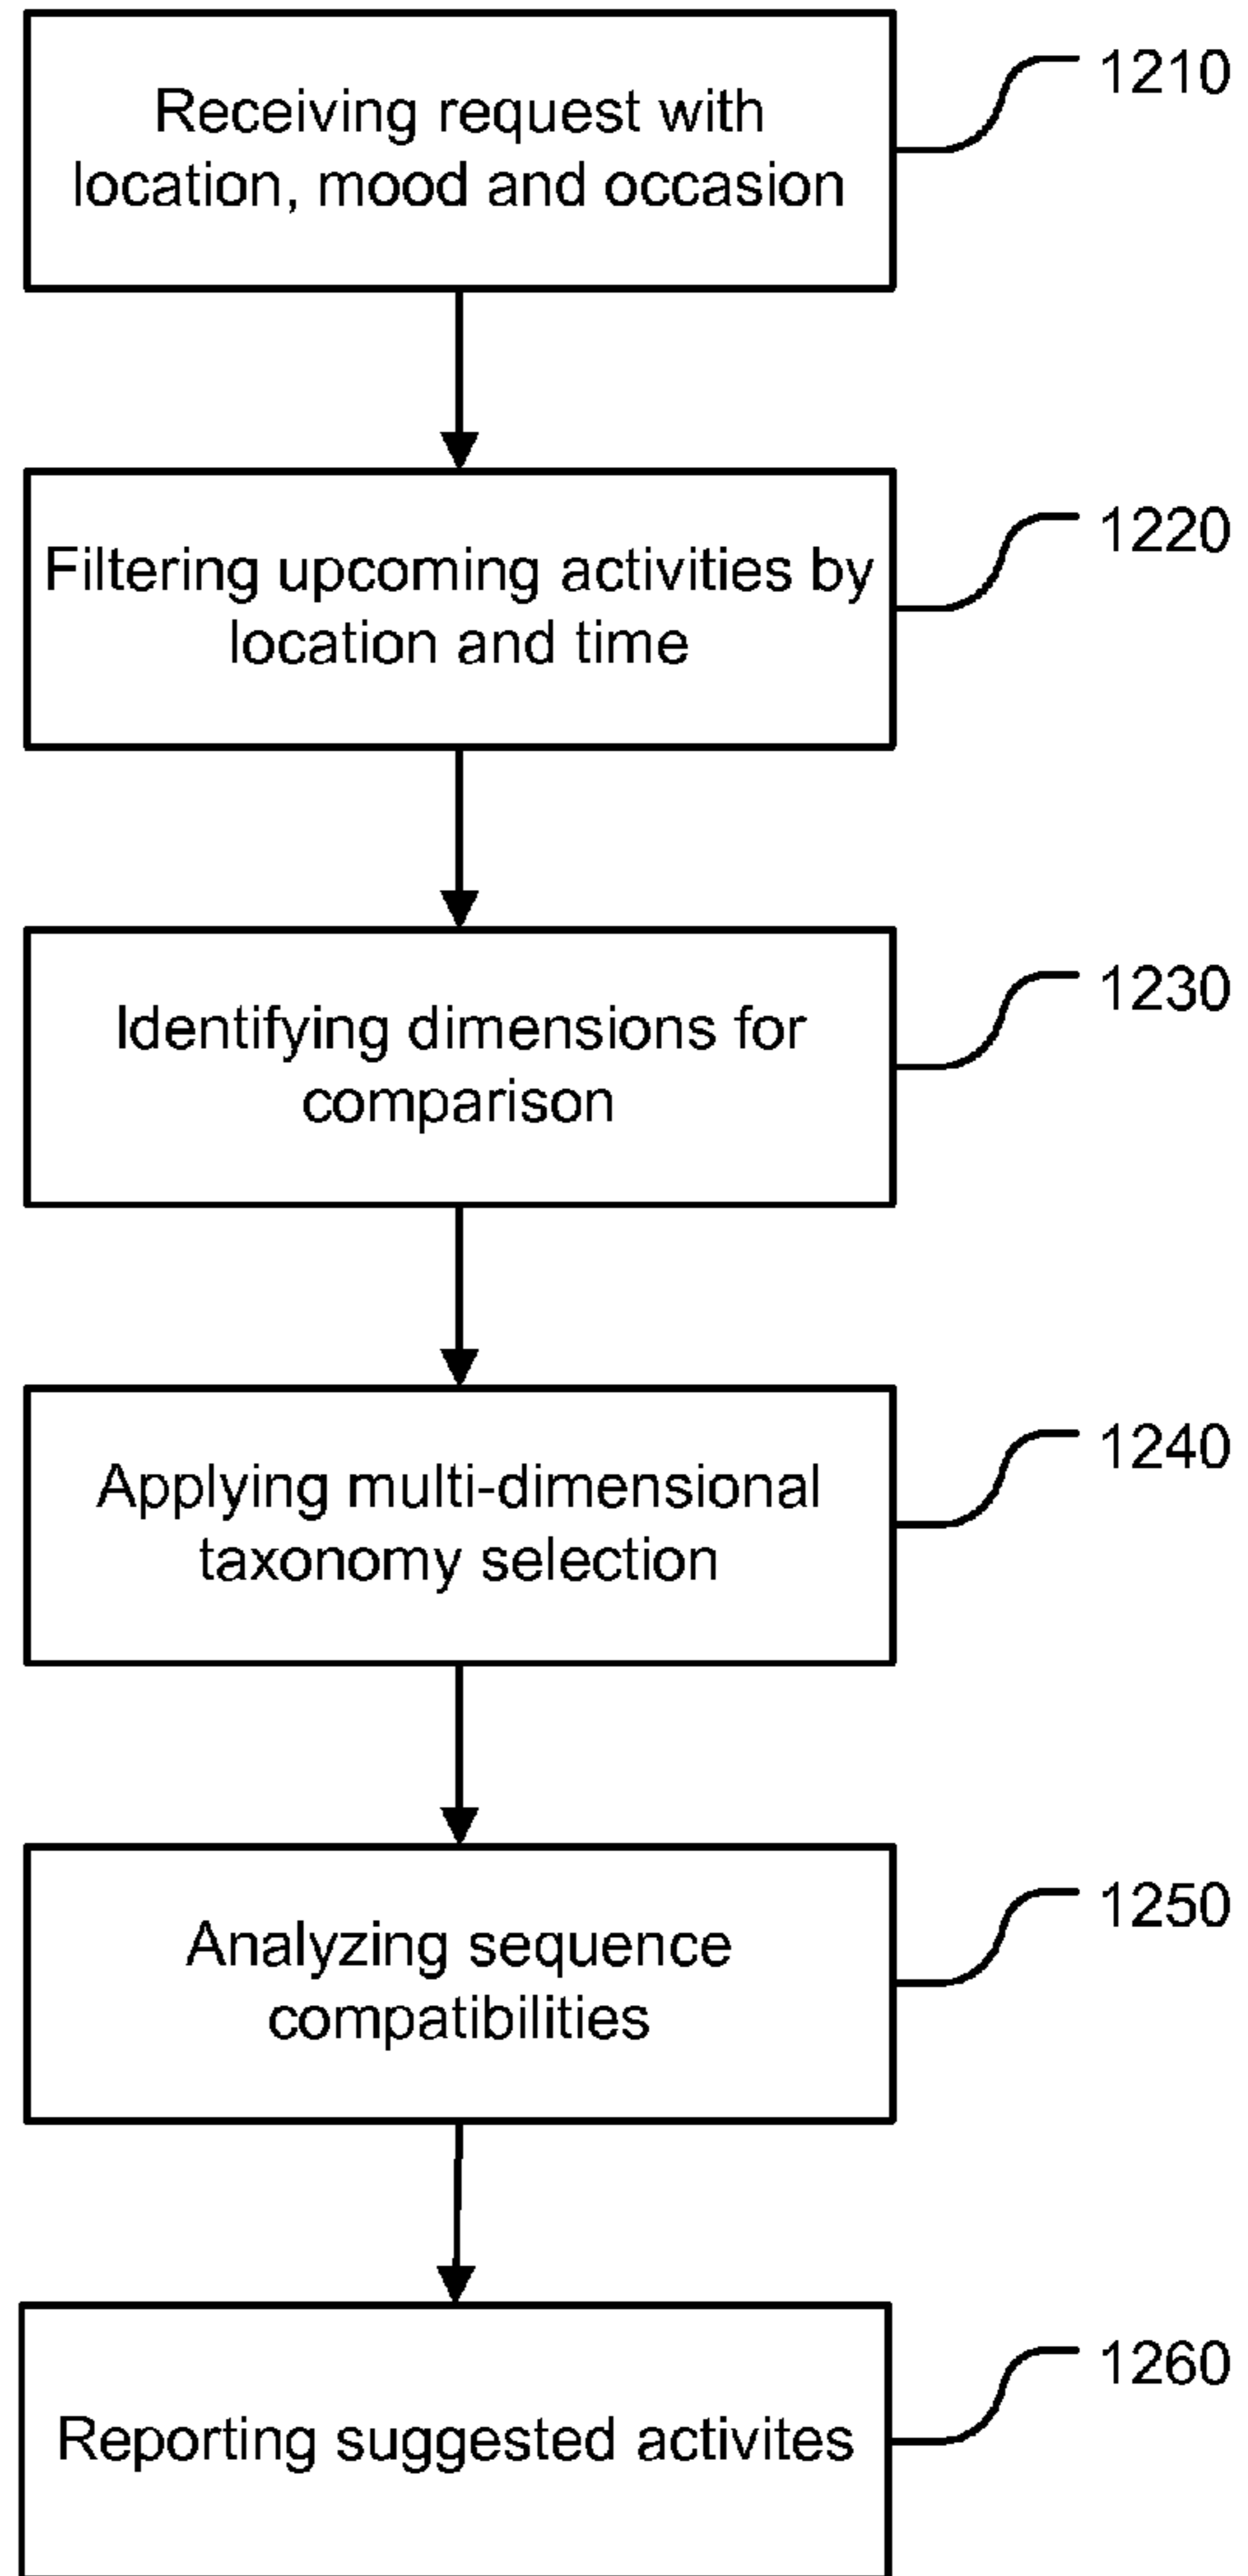 Receiving request with
location, mood and occasion
1210
Filtering upcoming activities by
location and time
1220
Identifying dimensions for
comparison
1230
Applying multi-dimensional
taxonomy selection
1240
Analyzing sequence
compatibilities
1250
Reporting suggested activites
1260